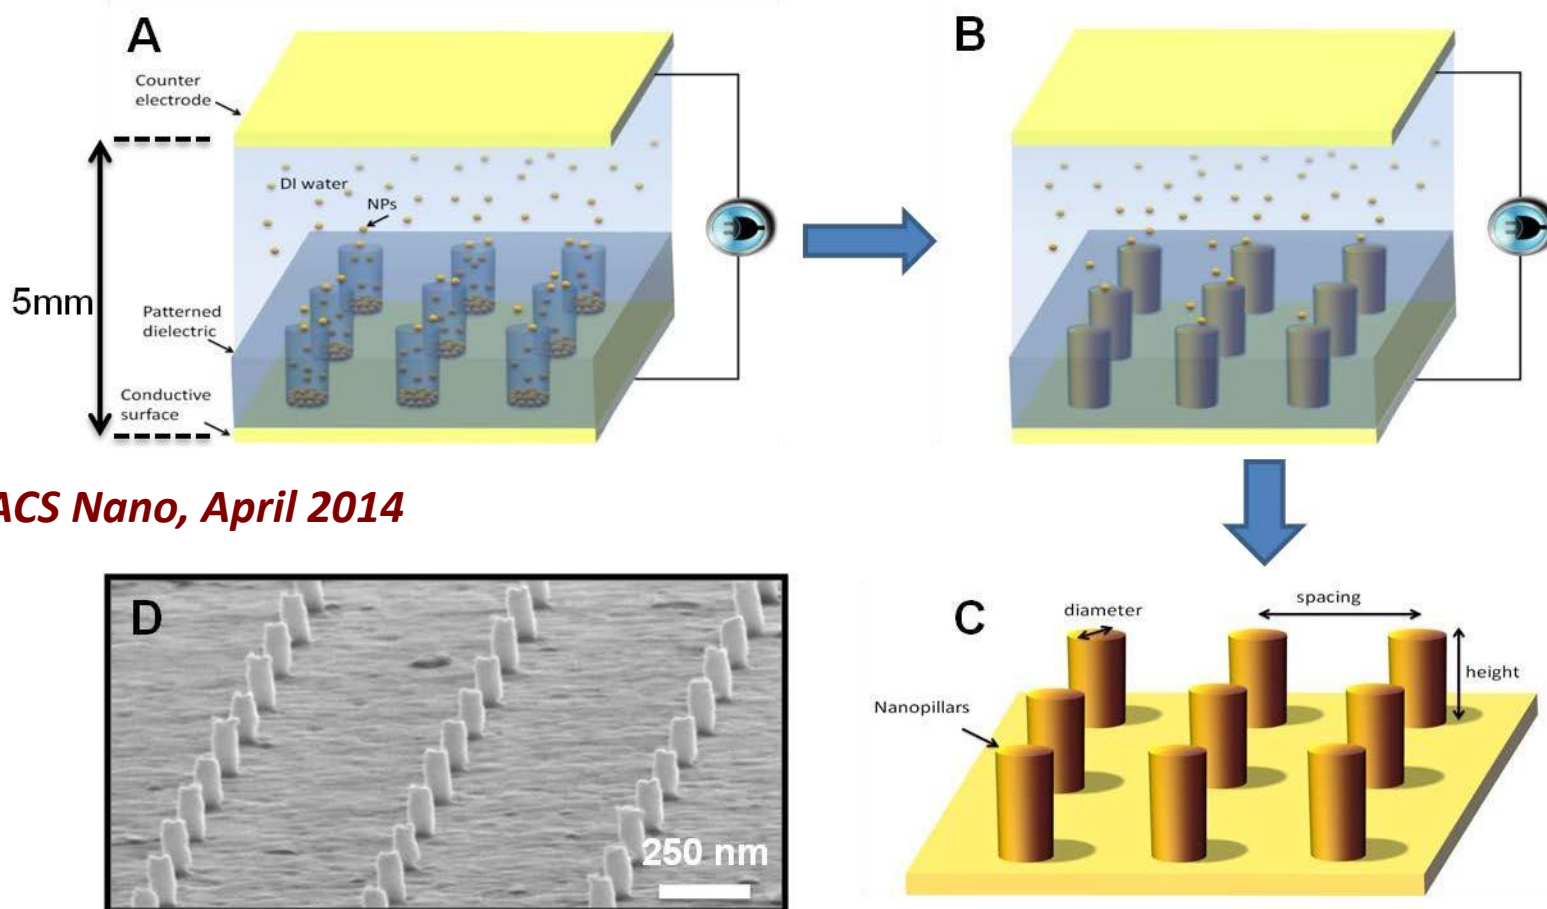 A
B
Counter
electrode
DI water
NPs
5mm
Patterned
dielectric
Conductive
surface
ACS Nano, April 2014
D
250 nm
C
diameter
spacing
height
Nanopillars